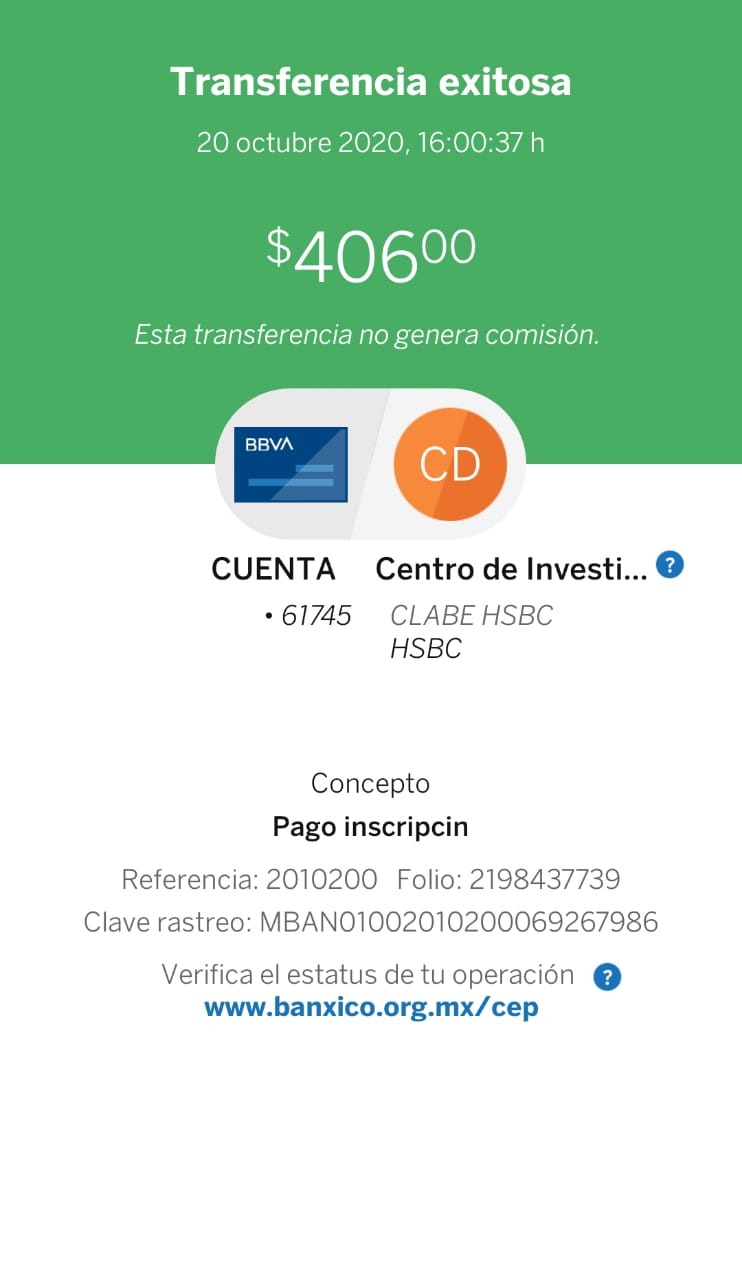 Transferencia exitosa
20 octubre 2020, 16:00:37 h
$40600
Esta transferencia no genera comisión.
BBVA
CD
CUENTA
• 61745
Centro de Investi... ?
CLABE HSBC
HSBC
Concepto
Pago inscripcin
Referencia: 2010200 Folio: 2198437739
Clave rastreo: MBAN01002010200069267986
Verifica el estatus de tu operación ?
www.banxico.org.mx/cep